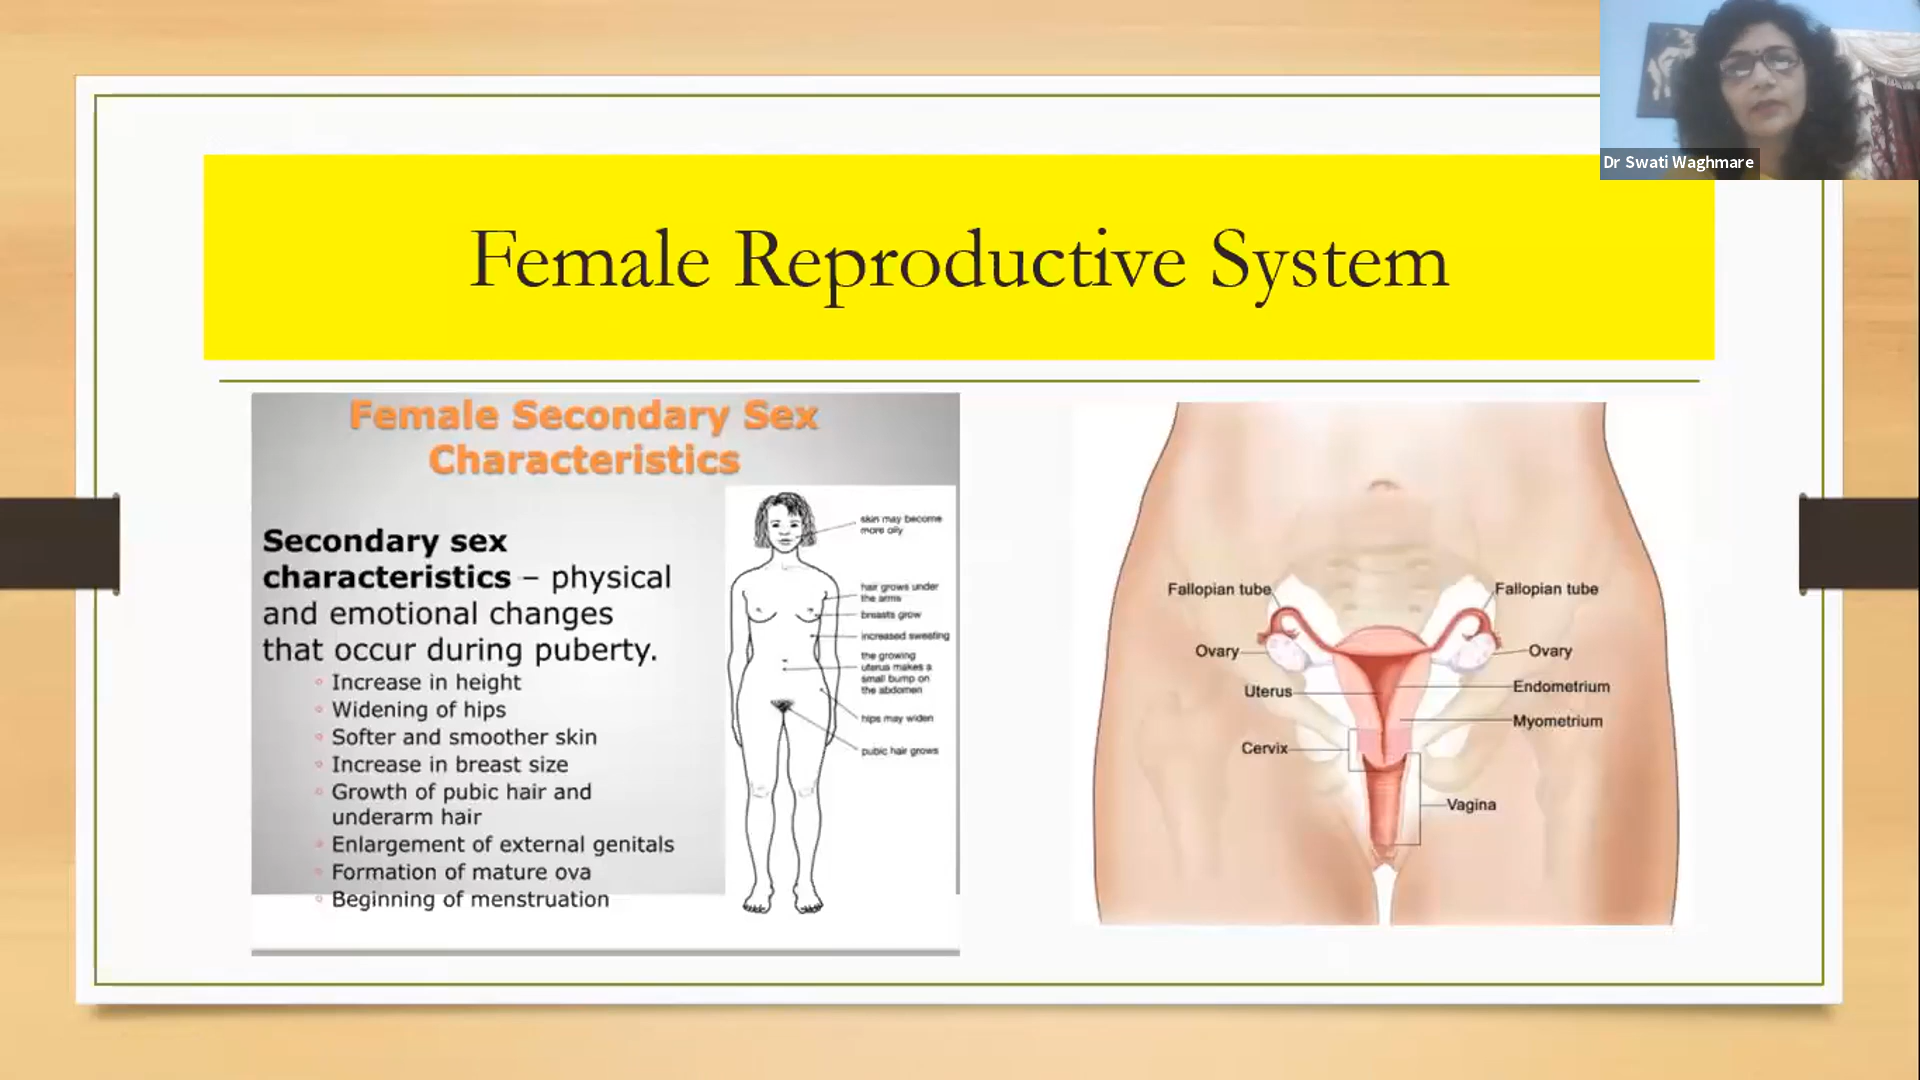 Dr Swati Waghmare
Female Reproductive System
Female Secondary Sex
Characteristics
Secondary sex
characteristics – physical
and emotional changes
that occur during puberty.
Increase in height
Widening of hips
Softer and smoother skin
Increase in breast size
Growth of pubic hair and
underarm hair
Enlargement of external genitals
Formation of mature ova
Beginning of menstruation
skin may become
more oily
hair grows under
the arms
breasts grow
increased sweating
the growing
uterus makes a
small bump on
the abdomen
hips may widen
pubic hair grows
Fallopian tube
Fallopian tube
Ovary
Ovary
Uterus
Endometrium
Myometrium
Cervix
Vagina